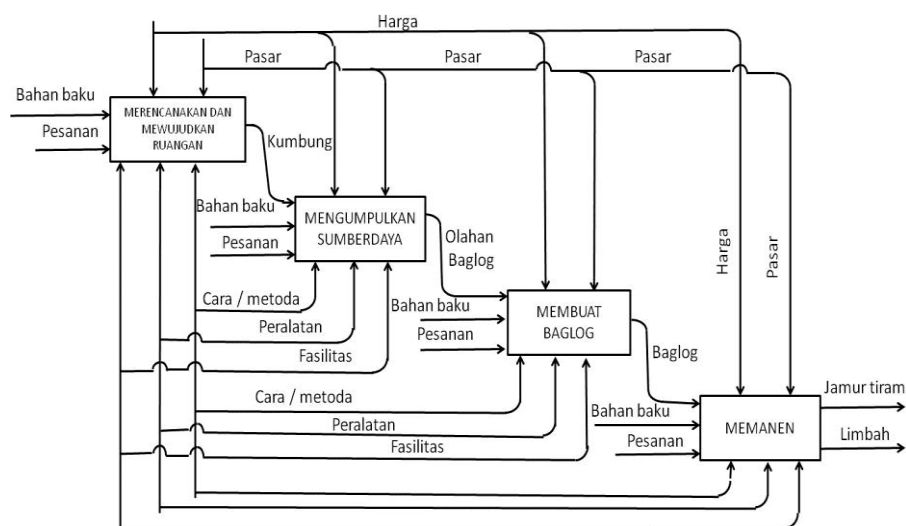 Harga
Pasar
Pasar
Pasar
Bahan baku
Pesanan
MERENCANAKAN DAN
MEWUJUDKAN
RUANGAN
Kumbung
Bahan baku
Pesanan
MENGUMPULKAN
SUMBERDAYA
Olahan
Baglog
Harga
Pasar
Cara / metoda
Peralatan
Fasilitas
Bahan baku
Pesanan
MEMBUAT
BAGLOG
Baglog
Cara / metoda
Peralatan
Fasilitas
Bahan baku
Pesanan
MEMANEN
Jamur tiram
Limbah